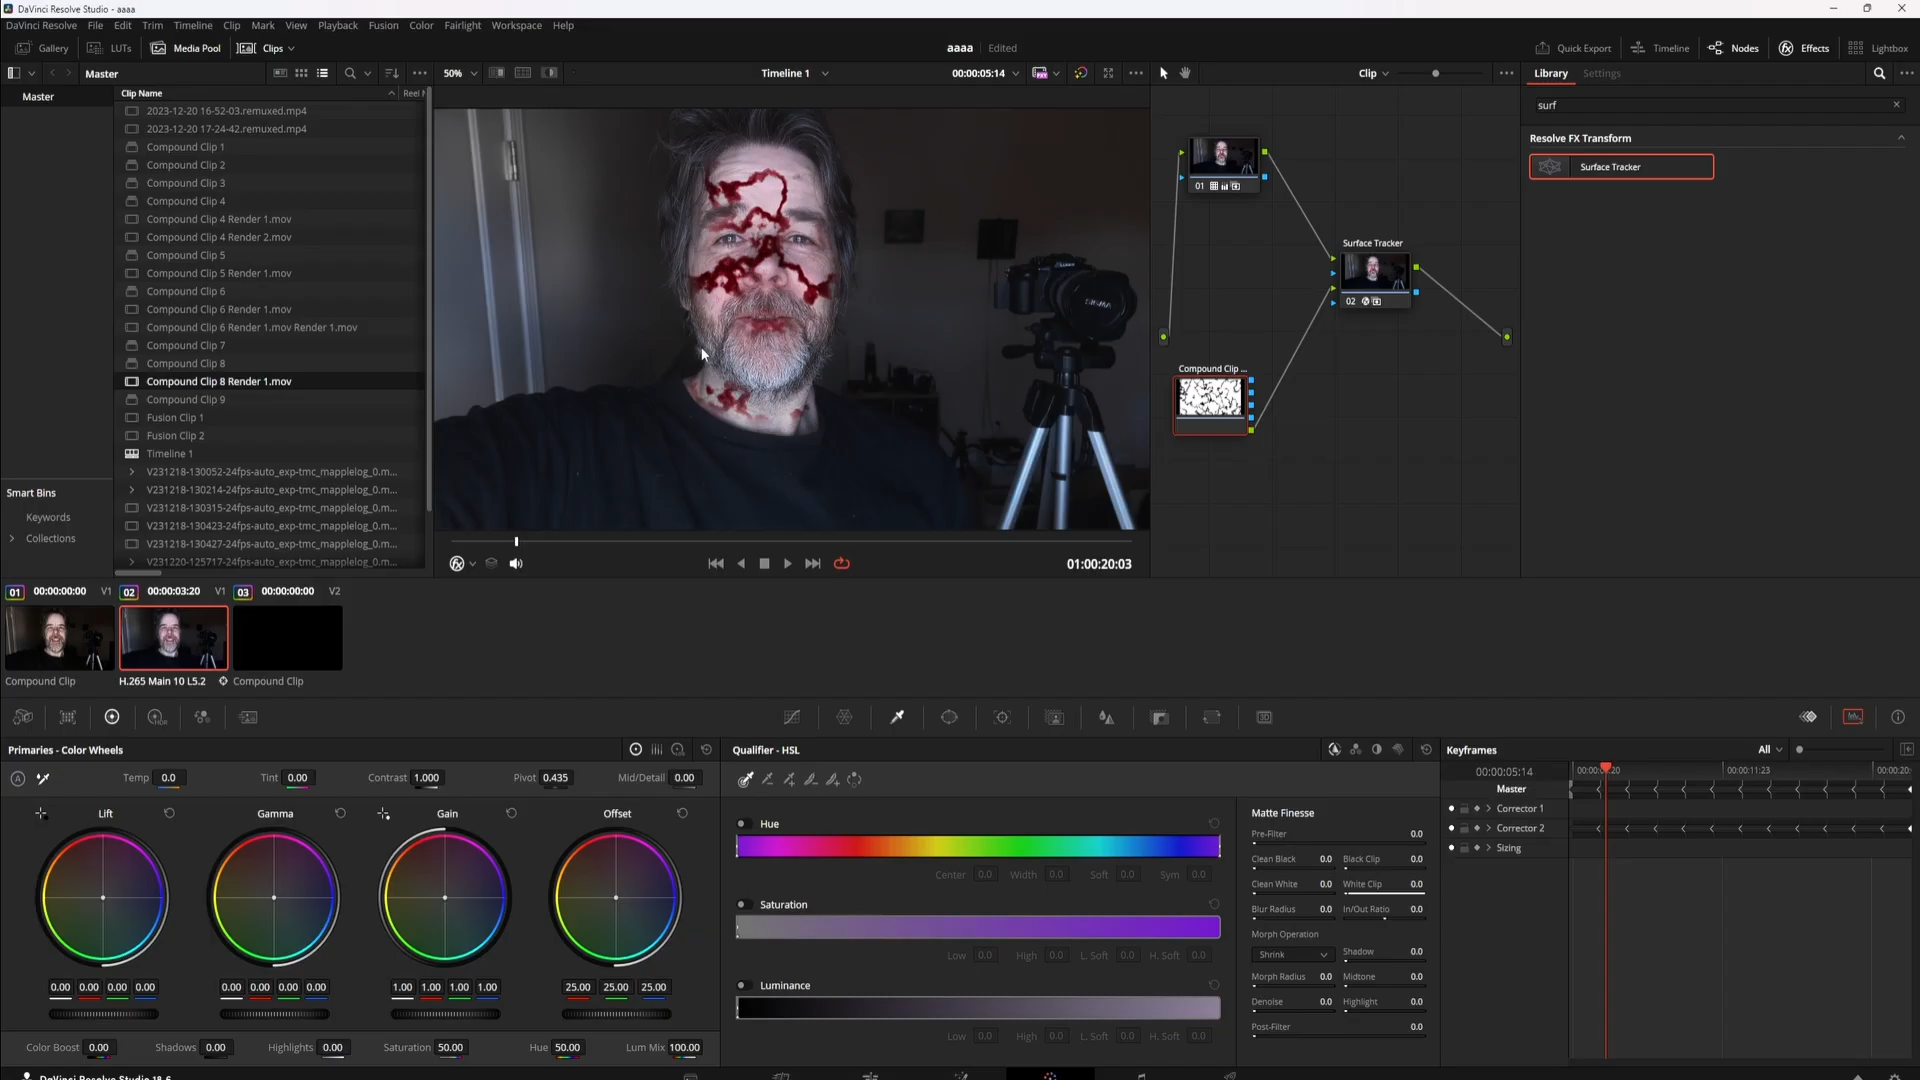 DaVinci Resolve Studio - aaaa
DaVinci Resolve File Edit Trim Timeline Clip Mark View Playback Fusion Color Fairlight Workspace Help
Gallery LUTs Media Pool Clips aaaa Edited Quick Export Timeline Nodes Effects Lightbox
Master 50% Timeline 1 00:00:05:14 Clip Library Settings
Master
Clip Name Reel
surf
2023-12-20 16-52-03.remuxed.mp4
2023-12-20 17-24-42.remuxed.mp4
Resolve FX Transform
Compound Clip 1
Compound Clip 2
Surface Tracker
Compound Clip 3
01
Compound Clip 4
Compound Clip 4 Render 1.mov
Compound Clip 4 Render 2.mov
Surface Tracker
Compound Clip 5
Compound Clip 5 Render 1.mov
Compound Clip 6
02
Compound Clip 6 Render 1.mov
Compound Clip 6 Render 1.mov Render 1.mov
Compound Clip 7
Compound Clip 8
Compound Clip ...
Compound Clip 8 Render 1.mov
Compound Clip 9
Fusion Clip 1
Fusion Clip 2
Timeline 1
V231218-130052-24fps-auto_exp-tmc_mapplelog_0.m...
V231218-130214-24fps-auto_exp-tmc_mapplelog_0.m...
V231218-130315-24fps-auto_exp-tmc_mapplelog_0.m...
V231218-130423-24fps-auto_exp-tmc_mapplelog_0.m...
V231218-130427-24fps-auto_exp-tmc_mapplelog_0.m...
V231220-125717-24fps-auto_exp-tmc_mapplelog_0.m...
Smart Bins
Keywords
Collections
SIGMA
01:00:20:03
01 00:00:00:00 V1 02 00:00:03:20 V1 03 00:00:00:00 V2
Compound Clip H.265 Main 10 L5.2 Compound Clip
HDR
3D
Primaries - Color Wheels Qualifier - HSL Keyframes All
A Temp 0.0 Tint 0.00 Contrast 1.000 Pivot 0.435 Mid/Detail 0.00
00:00:05:14 00:00:11:23
Master
Lift Gamma Gain Offset
Hue
Center 0.0 Width 0.0 Soft 0.0 Sym 0.0
Saturation
Low 0.0 High 0.0 L. Soft 0.0 H. Soft 0.0
Luminance
Low 0.0 High 0.0 L. Soft 0.0 H. Soft 0.0
Matte Finesse
Pre-Filter 0.0
Clean Black 0.0 Black Clip 0.0
Clean White 0.0 White Clip 0.0
Blur Radius 0.0 In/Out Ratio 0.0
Morph Operation
Shrink Shadow 0.0
Morph Radius 0.0 Midtone 0.0
Denoise 0.0 Highlight 0.0
Post-Filter 0.0
Corrector 1
Corrector 2
Sizing
0.00 0.00 0.00 0.00 0.00 0.00 0.00 0.00 1.00 1.00 1.00 1.00 25.00 25.00 25.00
Color Boost 0.00 Shadows 0.00 Highlights 0.00 Saturation 50.00 Hue 50.00 Lum Mix 100.00
DaVinci Resolve Studio 18.6